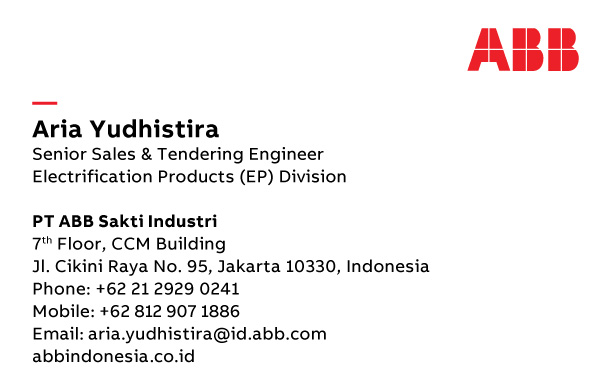 ABB
Aria Yudhistira
Senior Sales & Tendering Engineer
Electrification Products (EP) Division
PT ABB Sakti Industri
7th Floor, CCM Building
Jl. Cikini Raya No. 95, Jakarta 10330, Indonesia
Phone: +62 21 2929 0241
Mobile: +62 812 907 1886
Email: aria.yudhistira@id.abb.com
abbindonesia.co.id